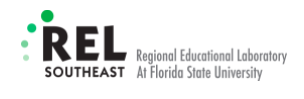 REL
SOUTHEAST
Regional Educational Laboratory
At Florida State University